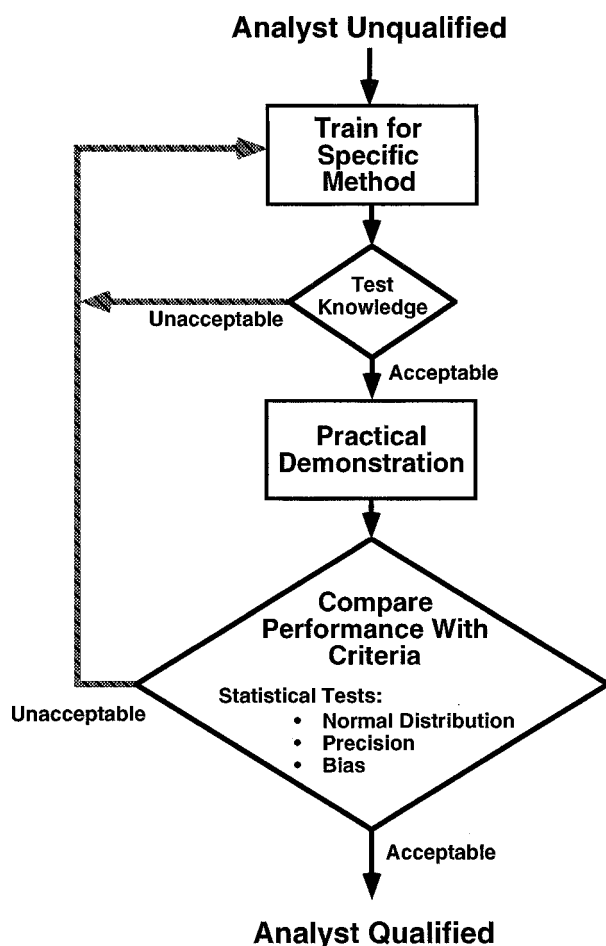 Analyst Unqualified
Train for
Specific
Method
Test
Knowledge
Unacceptable
Acceptable
Practical
Demonstration
Compare
Performance With
Criteria
Statistical Tests:
• Normal Distribution
• Precision
• Bias
Unacceptable
Acceptable
Analyst Qualified